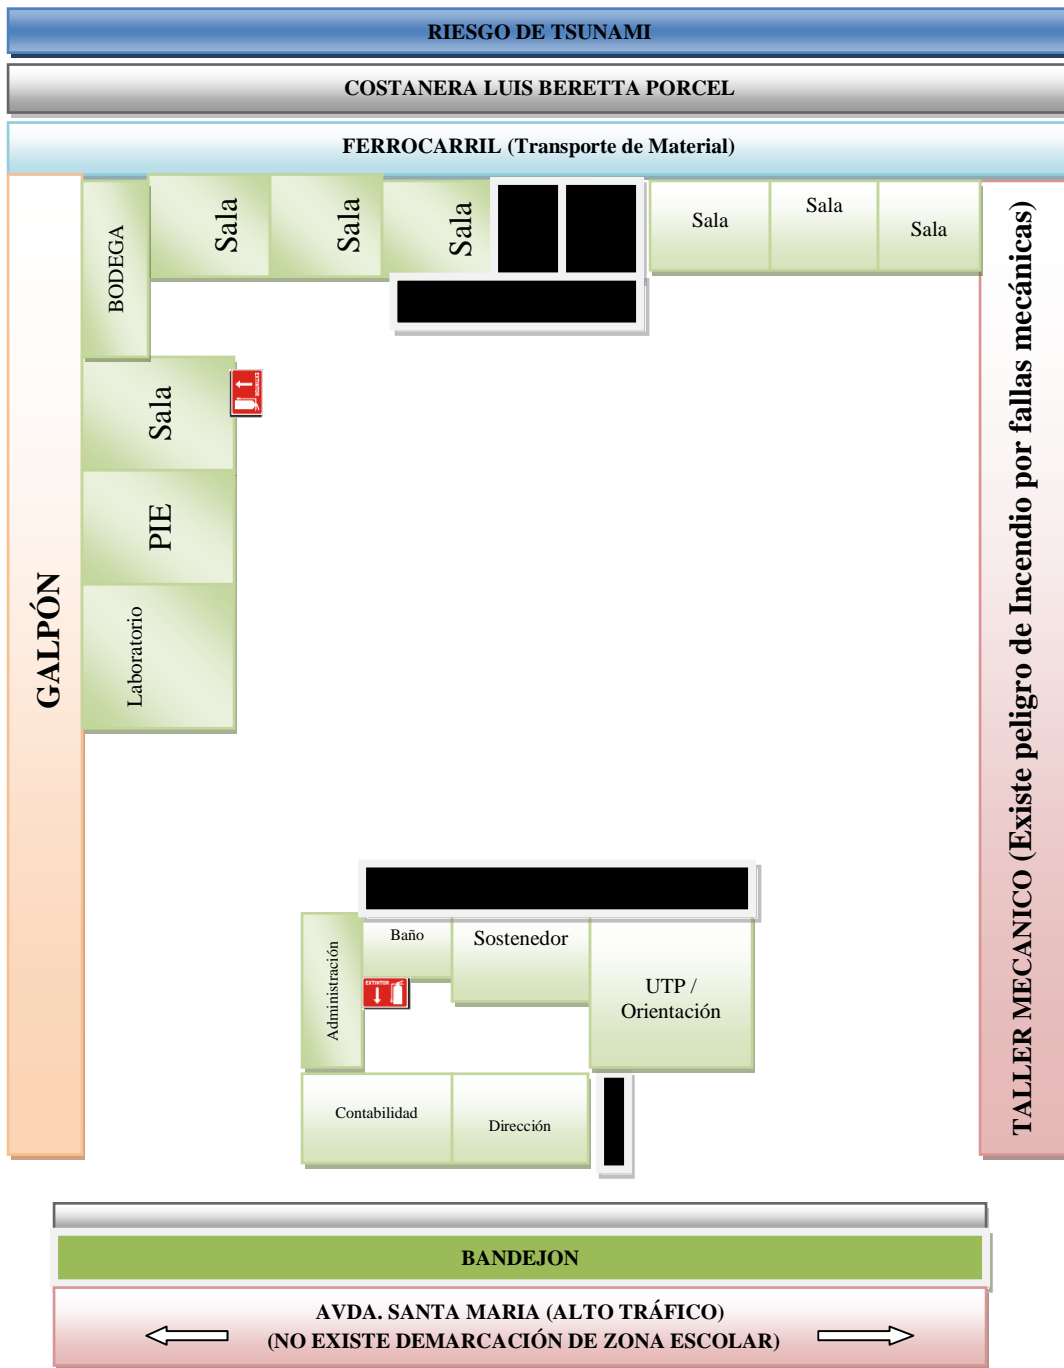 RIESGO DE TSUNAMI
COSTANERA LUIS BERETTA PORCEL
FERROCARRIL (Transporte de Material)
BODEGA
Sala
Sala
Sala
Sala
Sala
Sala
Sala
EXTINTOR
PIE
Laboratorio
GALPÓN
TALLER MECANICO (Existe peligro de Incendio por fallas mecánicas)
Administración
Baño
Sostenedor
EXTINTOR
UTP /
Orientación
Contabilidad
Dirección
BANDEJON
AVDA. SANTA MARIA (ALTO TRÁFICO)
(NO EXISTE DEMARCACIÓN DE ZONA ESCOLAR)